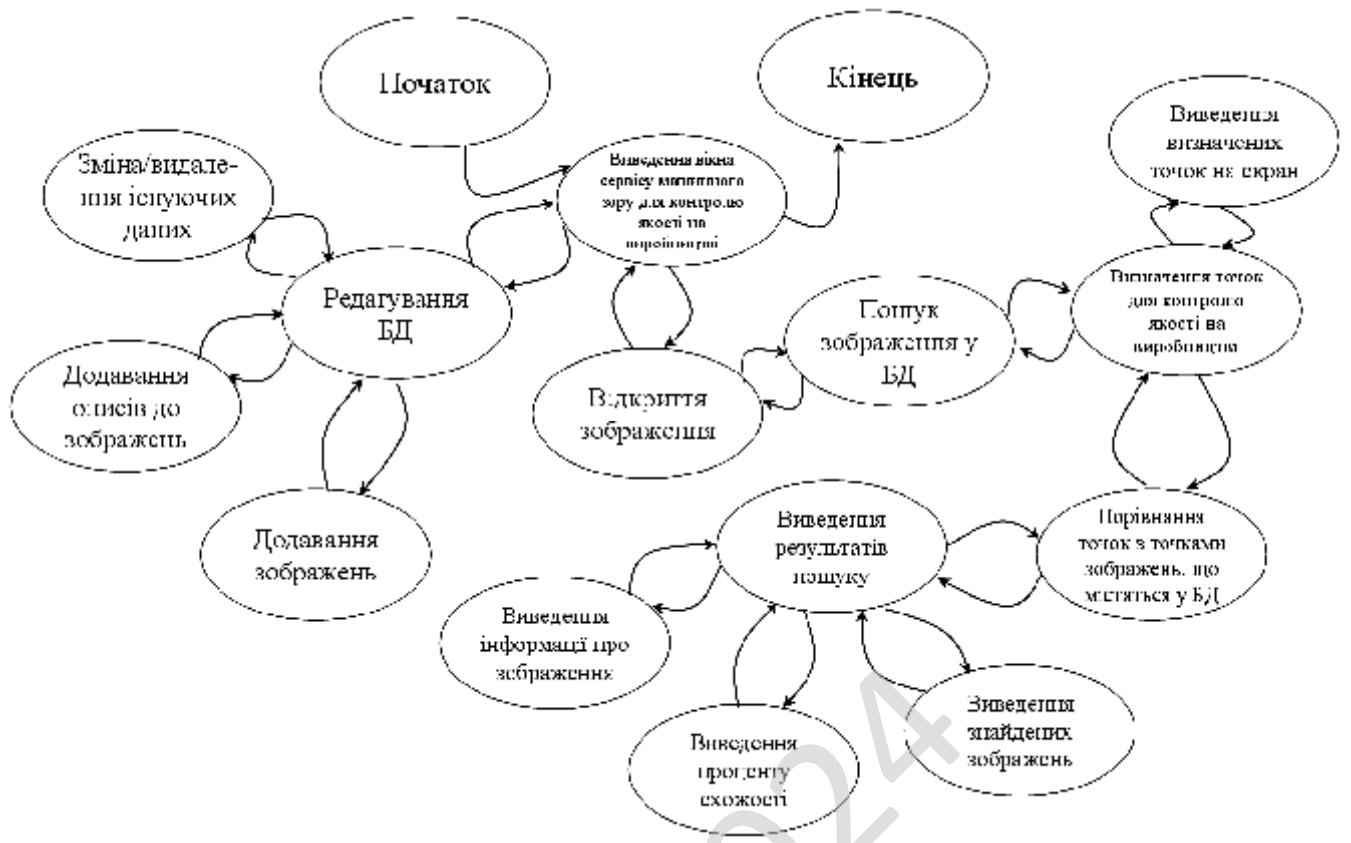 Початок
Кінець
Виведення
визначених
точок на екран
Зміна/видале-
ння існуючих
даних
Виведення вікна
сервісу машинного
зору для контролю
якості на
виробництві
Редагування
БД
Пошук
зображення у
БД
Визначення точок
для контролю
якості на
виробництві
Додавання
описів до
зображень
Відкриття
зображення
Додавання
зображень
Виведення
результатів
пошуку
Порівняння
точок з точками
зображень, що
містяться у БД
Виведення
інформації про
зображення
Виведення
проценту
схожості
Виведення
знайдених
зображень
024